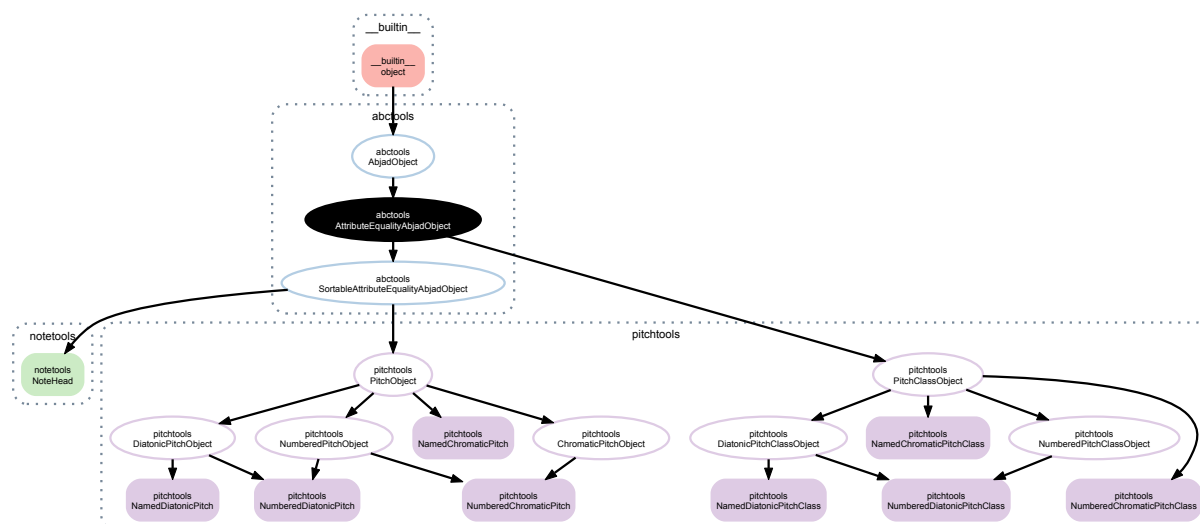 __builtin__
__builtin__
object
abctools
abctools
AbjadObject
abctools
AttributeEqualityAbjadObject
abctools
SortableAttributeEqualityAbjadObject
notetools
notetools
NoteHead
pitchtools
pitchtools
PitchObject
pitchtools
PitchClassObject
pitchtools
DiatonicPitchObject
pitchtools
NumberedPitchObject
pitchtools
NamedChromaticPitch
pitchtools
ChromaticPitchObject
pitchtools
DiatonicPitchClassObject
pitchtools
NamedChromaticPitchClass
pitchtools
NumberedPitchClassObject
pitchtools
NamedDiatonicPitch
pitchtools
NumberedDiatonicPitch
pitchtools
NumberedChromaticPitch
pitchtools
NamedDiatonicPitchClass
pitchtools
NumberedDiatonicPitchClass
pitchtools
NumberedChromaticPitchClass